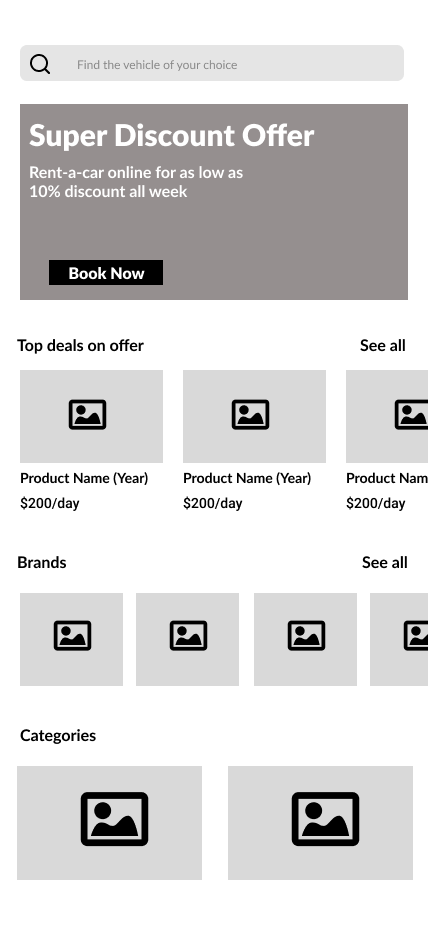 Find the vehicle of your choice
Super Discount Offer
Rent-a-car online for as low as
10% discount all week
Book Now
Top deals on offer
See all
Product Name (Year)
Product Name (Year)
Product Nam
$200/day
$200/day
$200/day
Brands
See all
Categories